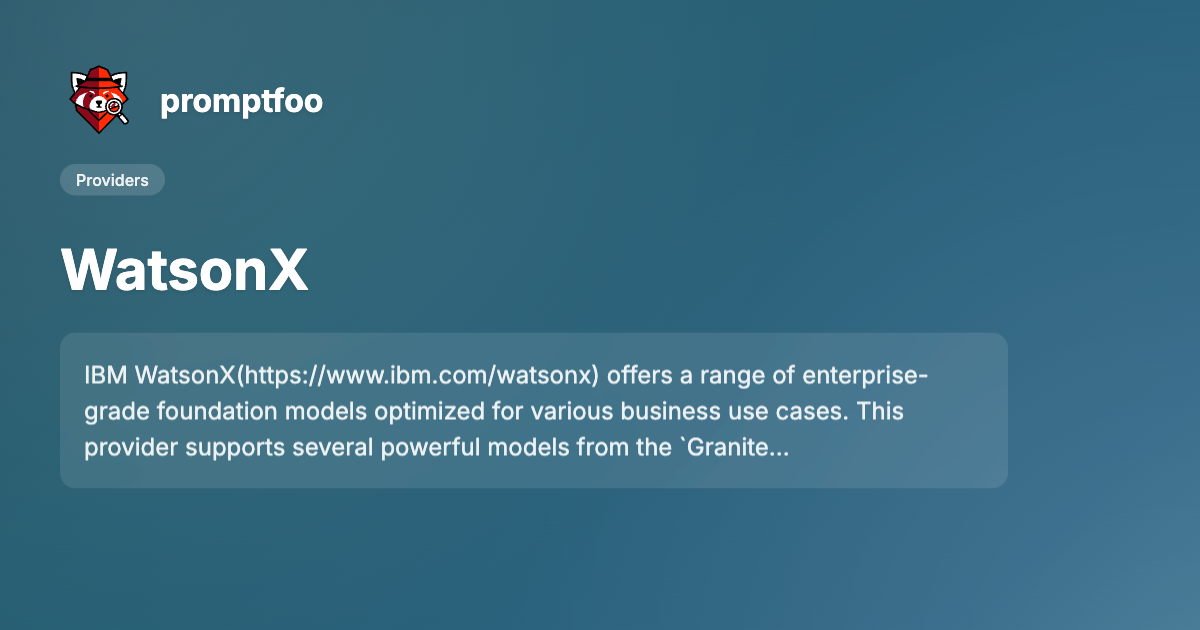 promptfoo
Providers
WatsonX
IBM WatsonX(https://www.ibm.com/watsonx) offers a range of enterprise-
grade foundation models optimized for various business use cases. This
provider supports several powerful models from the `Granite...